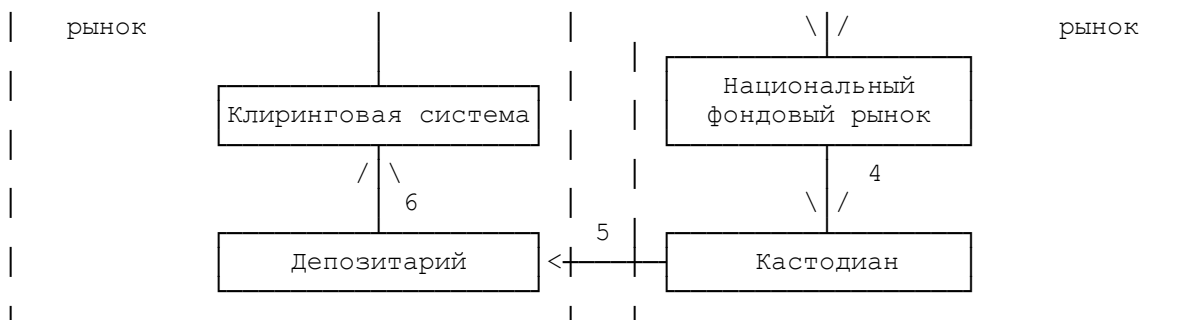 рынок рынок
Национальный
Клиринговая система фондовый рынок
4
6
5
Депозитарий Кастодиан